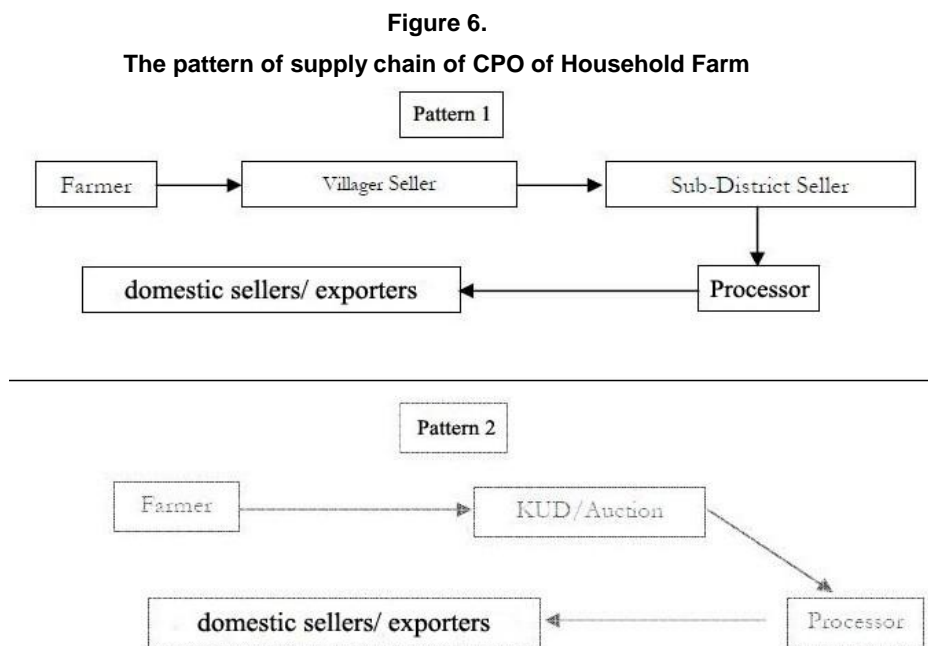 Figure 6.
The pattern of supply chain of CPO of Household Farm
Pattern 1
Farmer
Villager Seller
Sub-District Seller
domestic sellers/ exporters
Processor
Pattern 2
Farmer
KUD/Auction
domestic sellers/ exporters
Processor